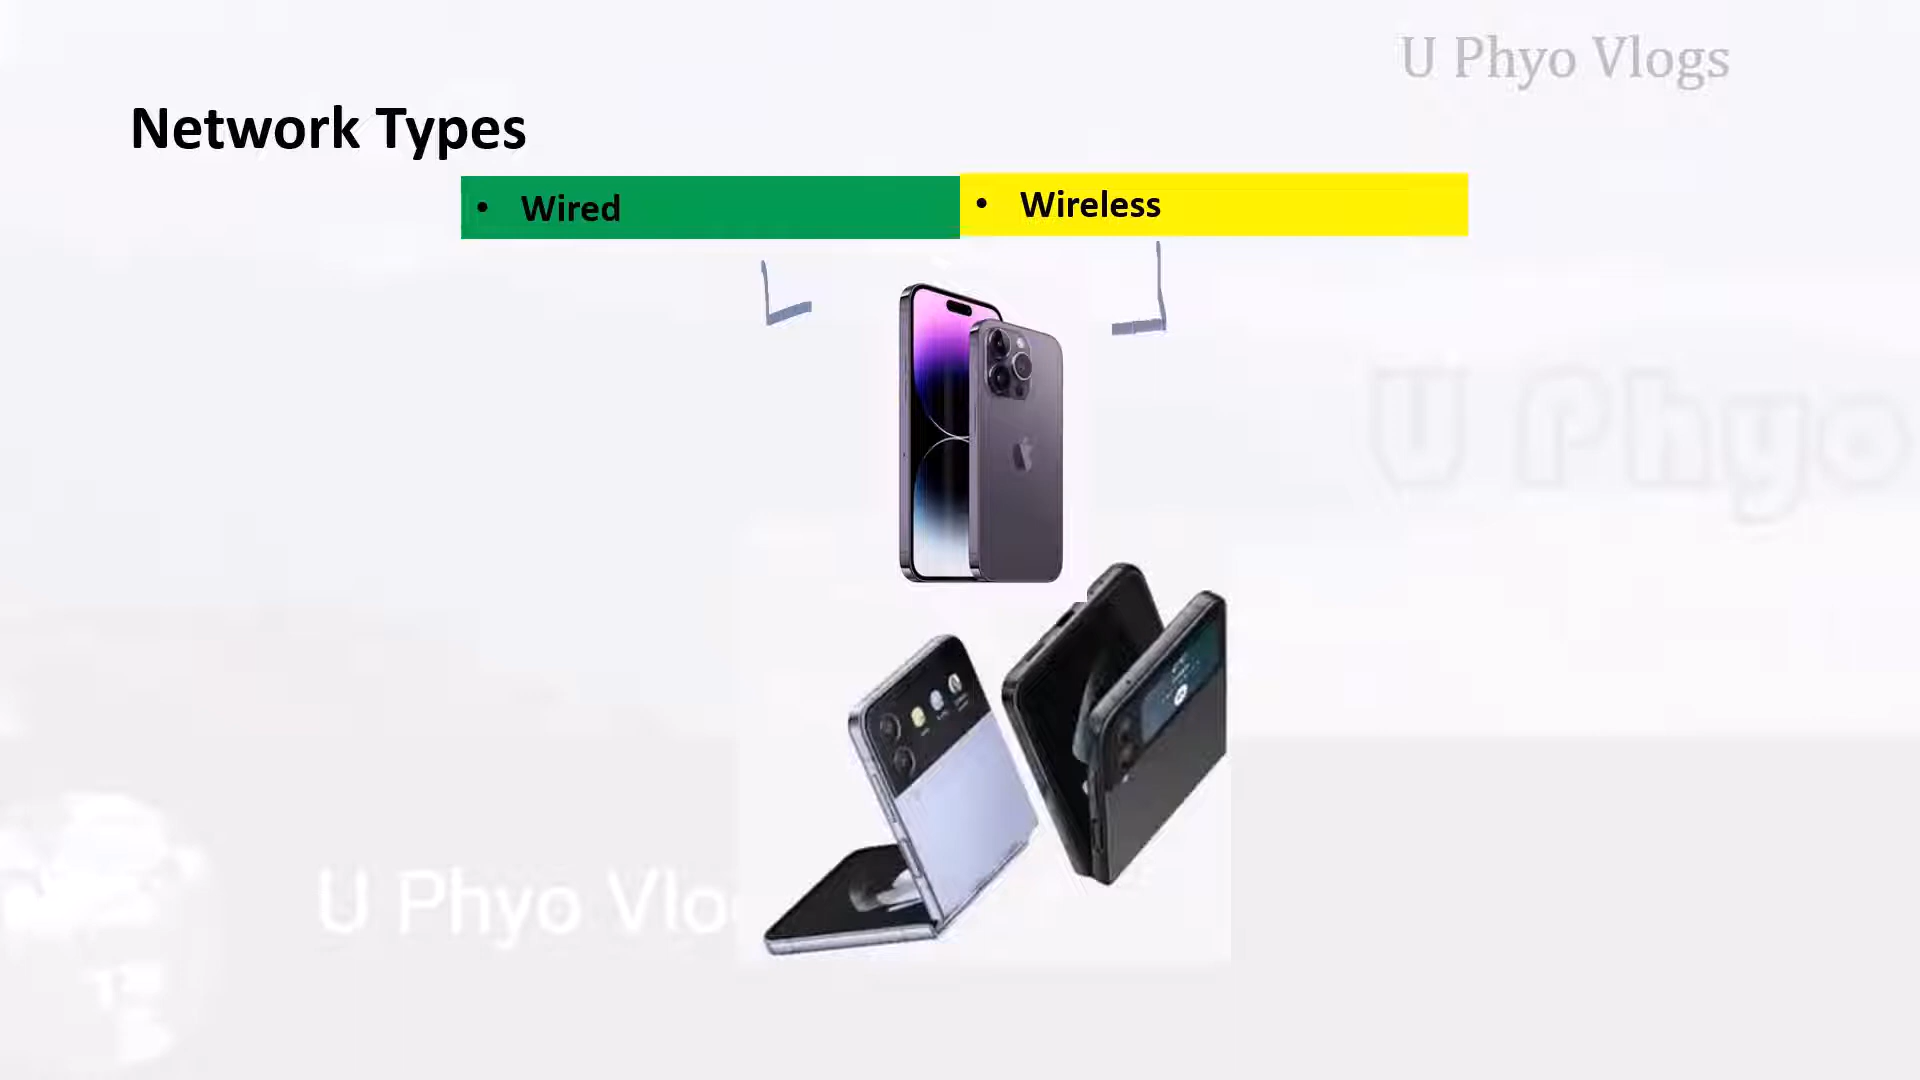 U Phyo Vlogs
Network Types
• Wired
• Wireless
U Phyo
U Phyo Vlo